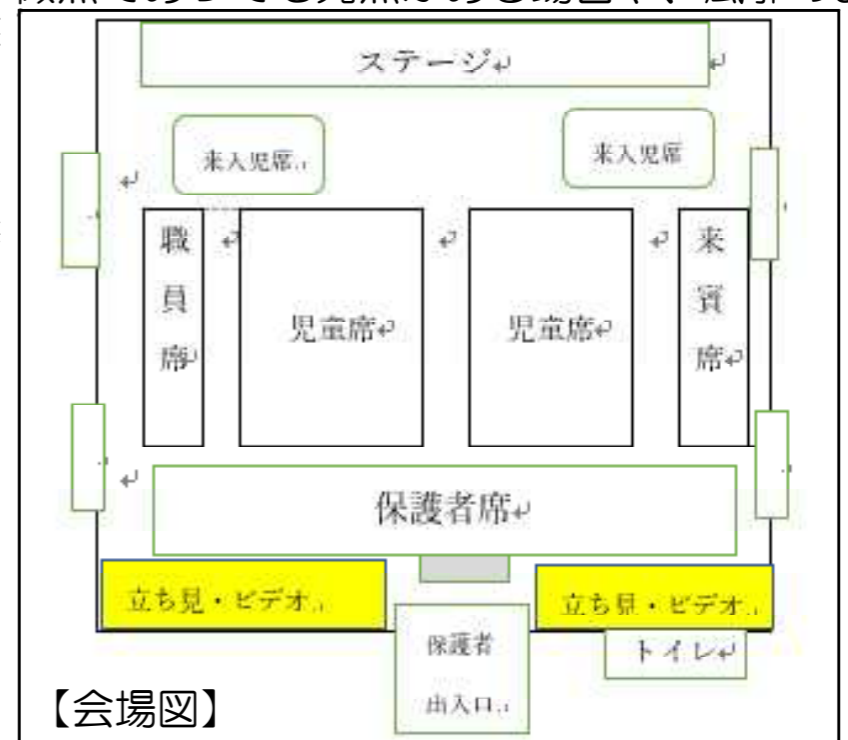 ステージ
来入児席
来入児席
職員席
児童席
児童席
来賓席
保護者席
立ち見・ビデオ
立ち見・ビデオ
保護者
出入口
トイレ
【会場図】